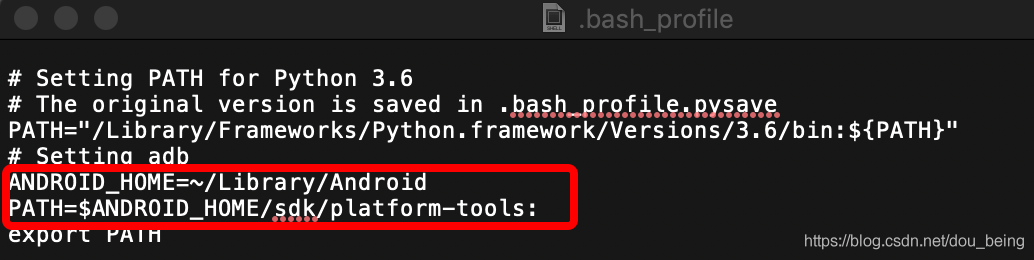 .bash_profile
# Setting PATH for Python 3.6
# The original version is saved in .bash_profile.pysave
PATH="/Library/Frameworks/Python.framework/Versions/3.6/bin:${PATH}"
# Setting adb
ANDROID_HOME=~/Library/Android
PATH=$ANDROID_HOME/sdk/platform-tools:
export PATH
https://blog.csdn.net/dou_being